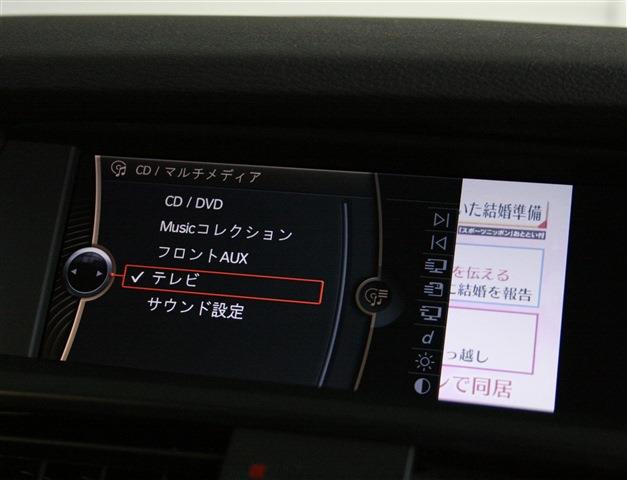 CD / マルチメディア
CD / DVD
Musicコレクション
フロントAUX
✓ テレビ
サウンド設定
d
いた結婚準備
『スポーツニッポン』おととい付
を伝える
に結婚を報告
っ越し
で同居